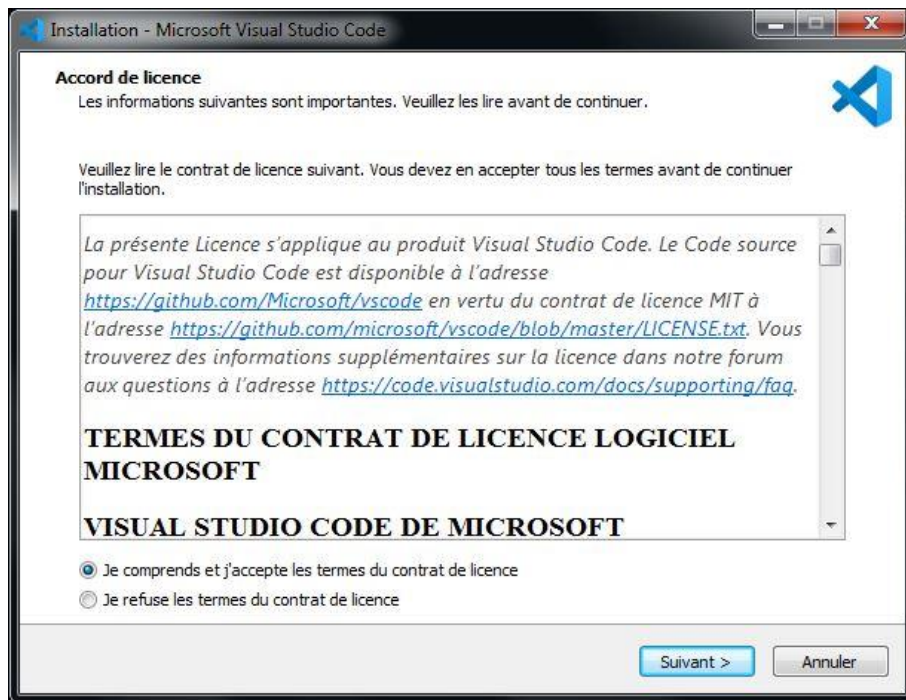 Installation - Microsoft Visual Studio Code
Accord de licence
Les informations suivantes sont importantes. Veuillez les lire avant de continuer.
Veuillez lire le contrat de licence suivant. Vous devez en accepter tous les termes avant de continuer
l'installation.
La présente Licence s'applique au produit Visual Studio Code. Le Code source
pour Visual Studio Code est disponible à l'adresse
https://github.com/Microsoft/vscode en vertu du contrat de licence MIT à
l'adresse https://github.com/microsoft/vscode/blob/master/LICENSE.txt. Vous
trouverez des informations supplémentaires sur la licence dans notre forum
aux questions à l'adresse https://code.visualstudio.com/docs/supporting/faq.
TERMES DU CONTRAT DE LICENCE LOGICIEL
MICROSOFT
VISUAL STUDIO CODE DE MICROSOFT
Je comprends et j'accepte les termes du contrat de licence
Je refuse les termes du contrat de licence
Suivant >
Annuler